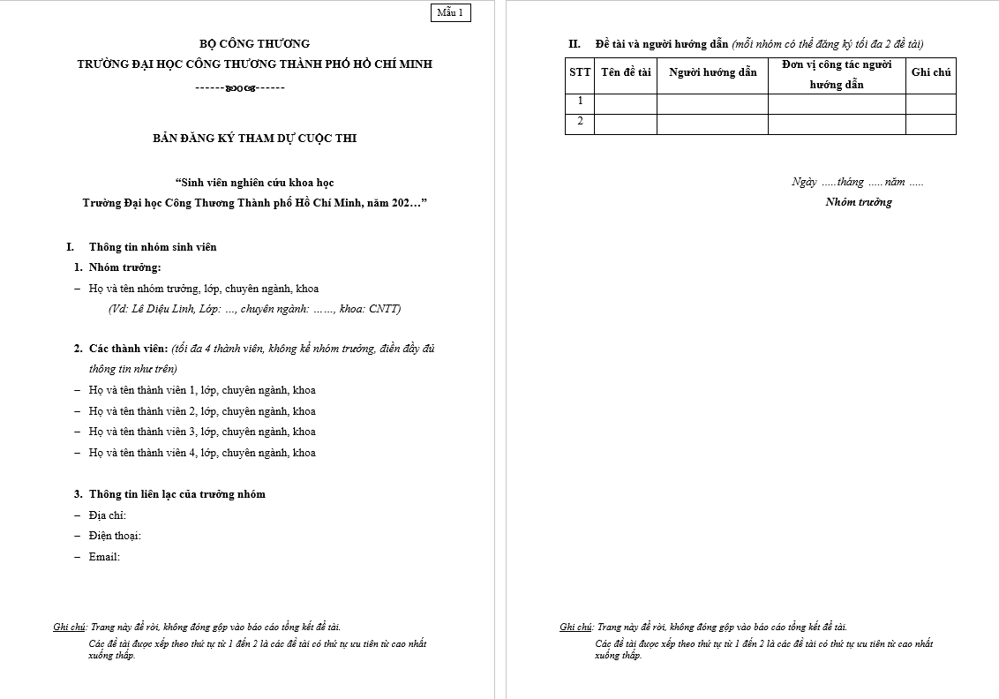 Mẫu 1
BỘ CÔNG THƯƠNG
TRƯỜNG ĐẠI HỌC CÔNG THƯƠNG THÀNH PHỐ HỒ CHÍ MINH
------ ------
BẢN ĐĂNG KÝ THAM DỰ CUỘC THI
“Sinh viên nghiên cứu khoa học
Trường Đại học Công Thương Thành phố Hồ Chí Minh, năm 202…”
I. Thông tin nhóm sinh viên
1. Nhóm trưởng:
– Họ và tên nhóm trưởng, lớp, chuyên ngành, khoa
(Vd: Lê Diệu Linh, Lớp: …, chuyên ngành: ……, khoa: CNTT)
2. Các thành viên: (tối đa 4 thành viên, không kể nhóm trưởng, điền đầy đủ
thông tin như trên)
– Họ và tên thành viên 1, lớp, chuyên ngành, khoa
– Họ và tên thành viên 2, lớp, chuyên ngành, khoa
– Họ và tên thành viên 3, lớp, chuyên ngành, khoa
– Họ và tên thành viên 4, lớp, chuyên ngành, khoa
3. Thông tin liên lạc của trưởng nhóm
– Địa chỉ:
– Điện thoại:
– Email:
Ghi chú: Trang này để rời, không đóng gộp vào báo cáo tổng kết đề tài.
Các đề tài được xếp theo thứ tự từ 1 đến 2 là các đề tài có thứ tự ưu tiên từ cao nhất
xuống thấp.
II. Đề tài và người hướng dẫn (mỗi nhóm có thể đăng ký tối đa 2 đề tài)
STT Tên đề tài Người hướng dẫn Đơn vị công tác người hướng dẫn Ghi chú
1
2
Ngày …..tháng …..năm …..
Nhóm trưởng
Ghi chú: Trang này để rời, không đóng gộp vào báo cáo tổng kết đề tài.
Các đề tài được xếp theo thứ tự từ 1 đến 2 là các đề tài có thứ tự ưu tiên từ cao nhất
xuống thấp.